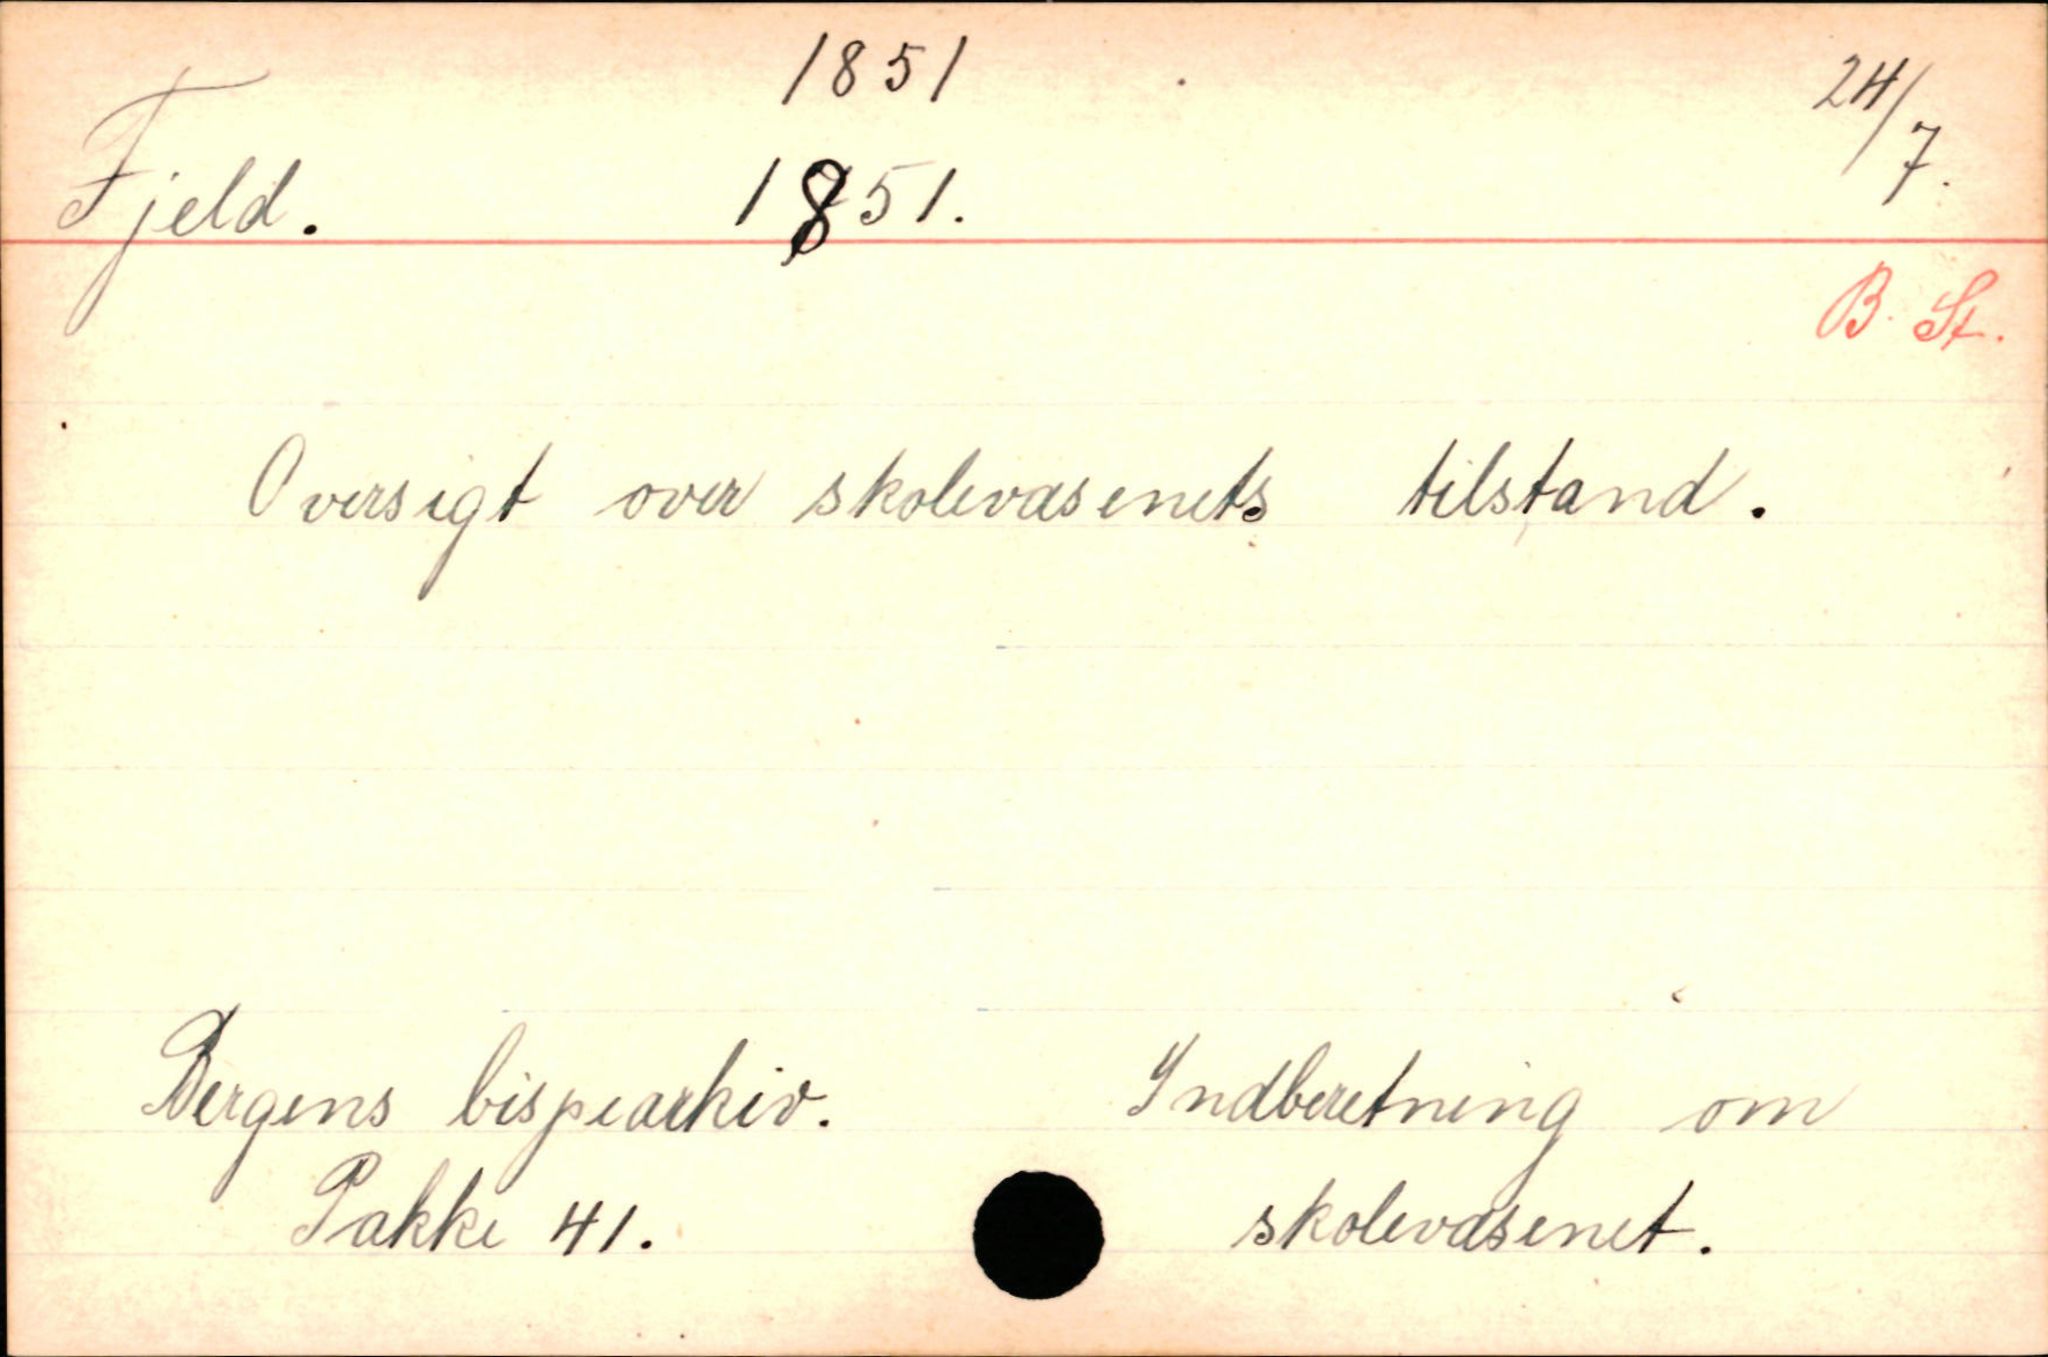 1851 24/7.
Fjeld. 1851.
B. St.
Oversigt over skolevæsenets tilstand.
Bergens bispearkiv. Indberetning om
Pakke 41. skolevæsenet.